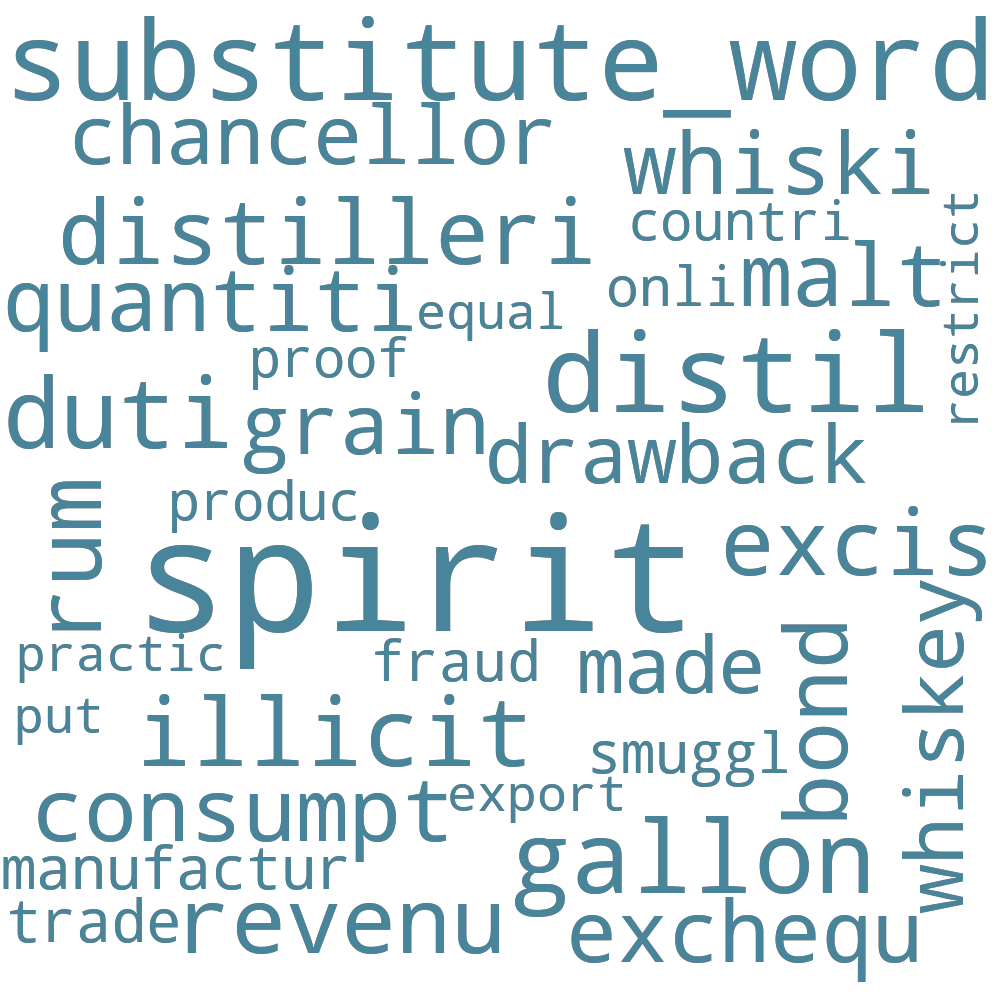 substitute_word
chancellor
whiski
distilleri
countri
restrict
quantiti
equal
onli
malt
proof
distil
duti
grain
drawback
rum
produc
spirit
excis
practic
fraud
made
bond
whiskey
put
illicit
smuggl
consumpt
export
gallon
manufactur
trade
revenu
exchequ